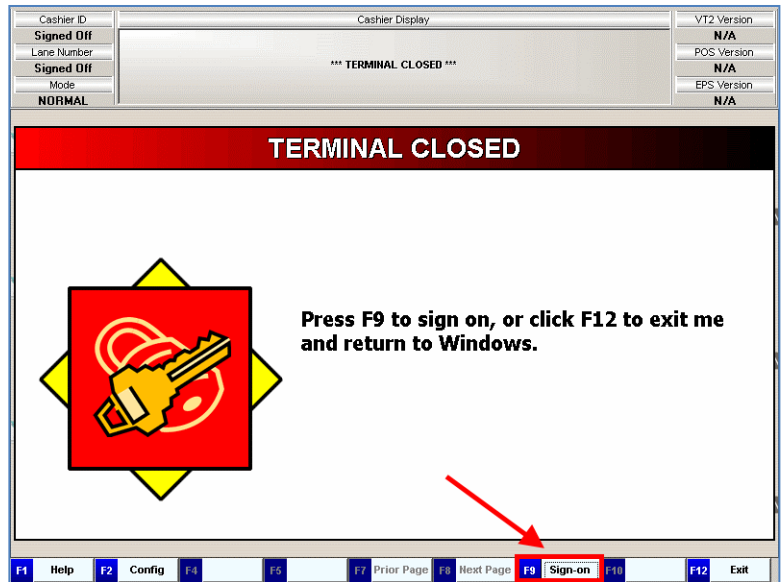 Cashier ID
Cashier Display
VT2 Version
Signed Off
N/A
Lane Number
*** TERMINAL CLOSED ***
POS Version
Signed Off
N/A
Mode
EPS Version
NORMAL
N/A
TERMINAL CLOSED
Press F9 to sign on, or click F12 to exit me
and return to Windows.
F1 Help F2 Config F4 F5 F7 Prior Page F8 Next Page F9 Sign-on F10 F12 Exit